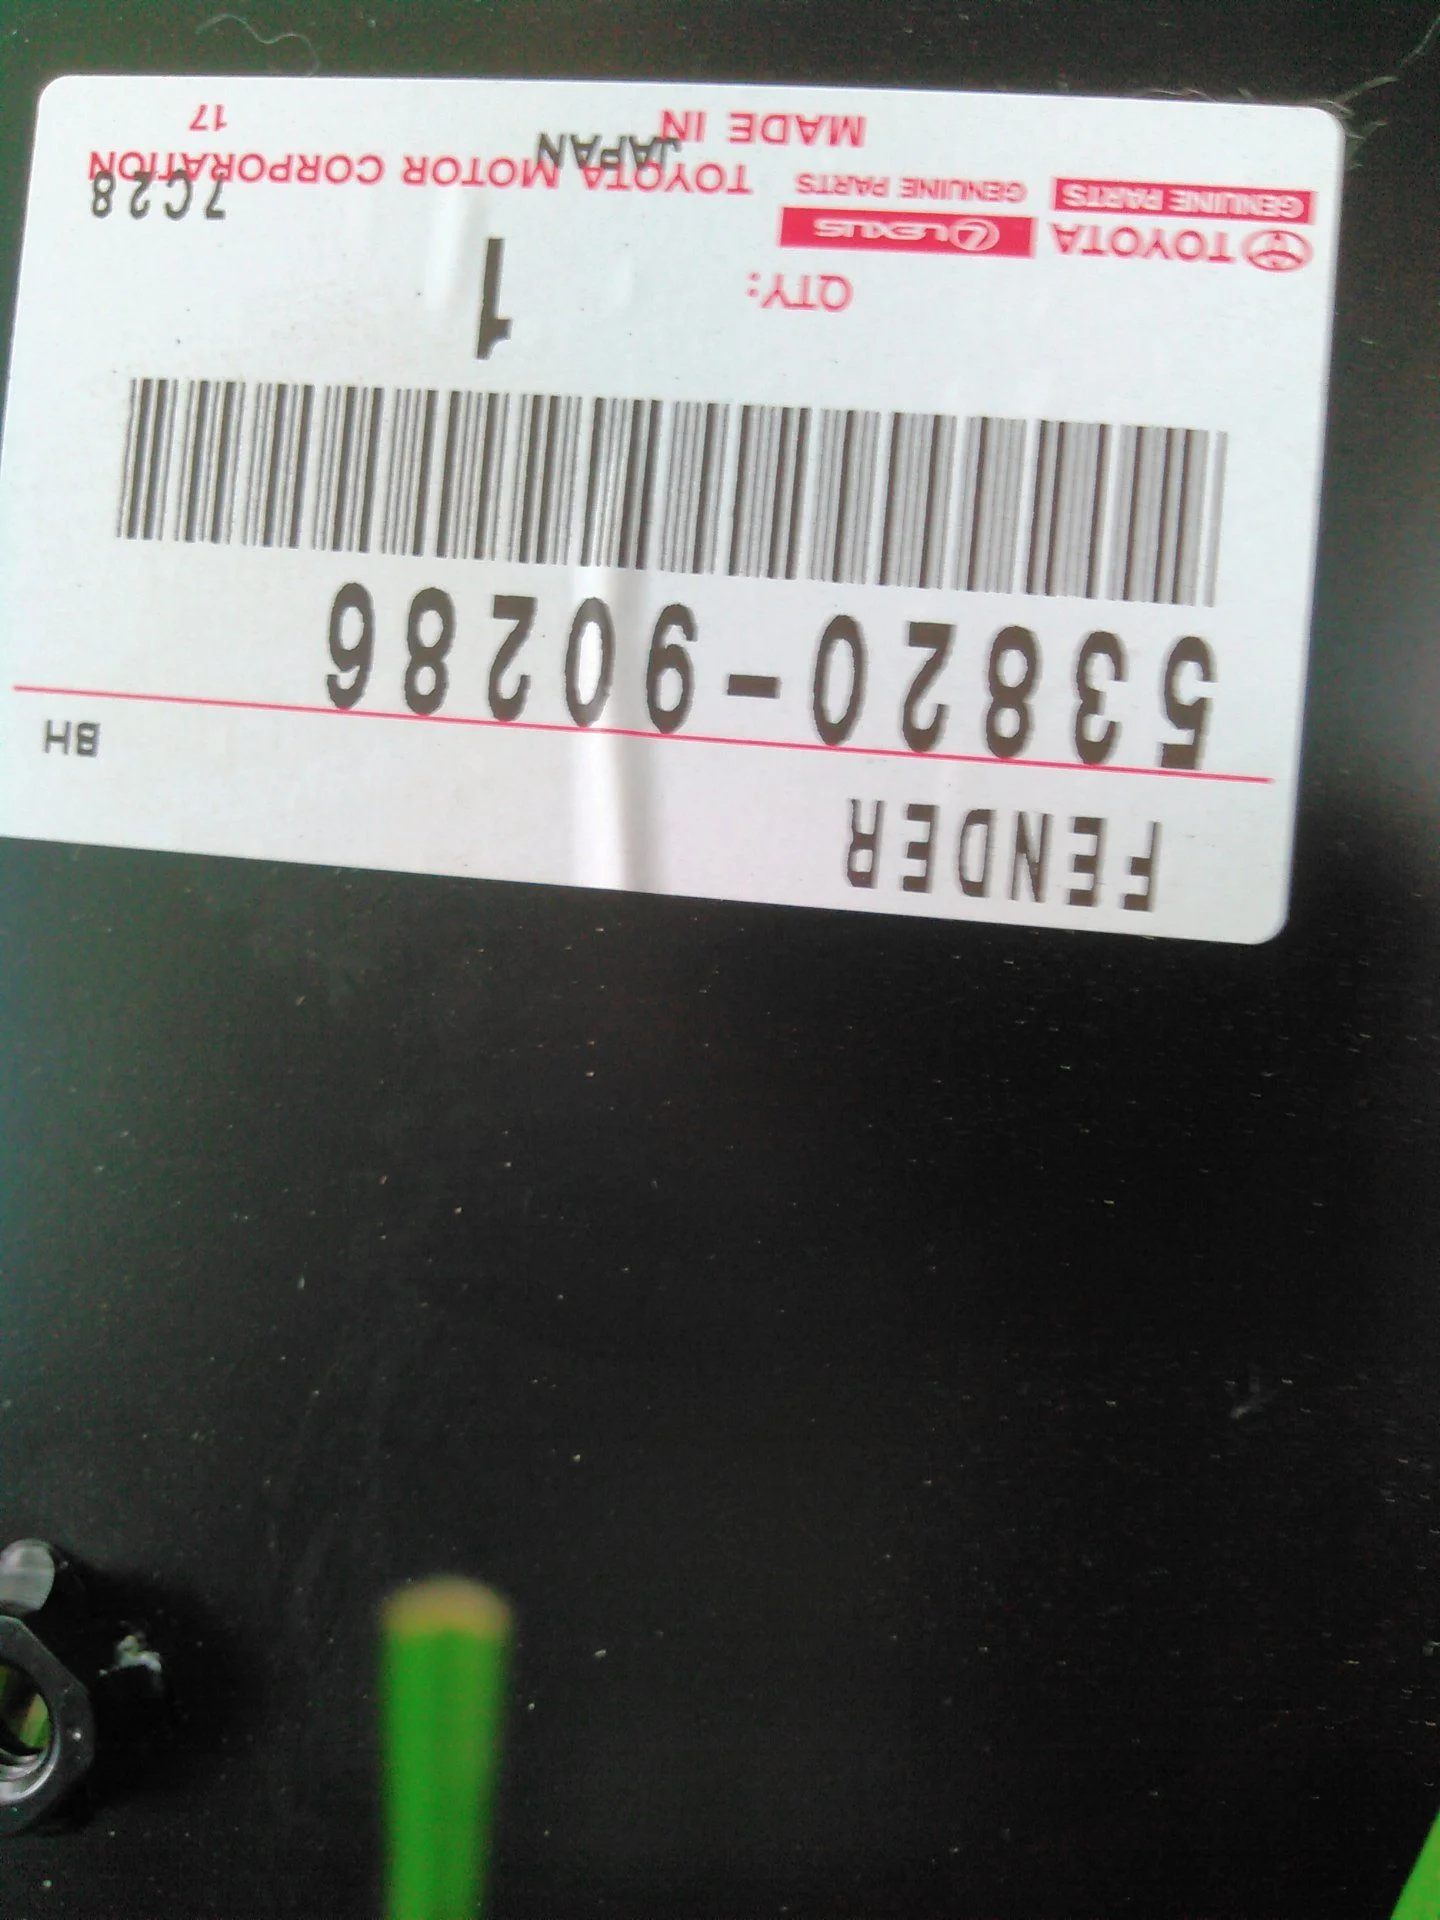 FENDER
BH
53820-90286
QTY: 1
TOYOTA LEXUS
GENUINE PARTS GENUINE PARTS TOYOTA MOTOR CORPORATION 7C28
MADE IN JAPAN 17